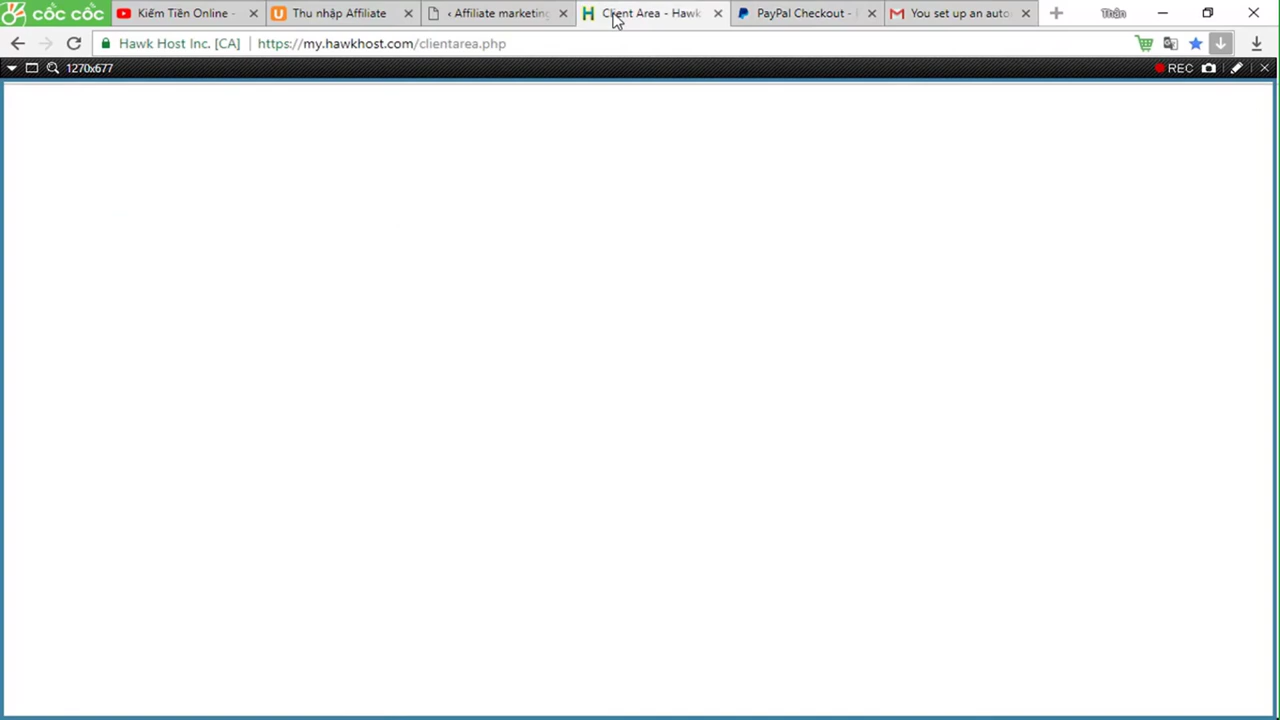 cốc cốc
Kiếm Tiền Online -
Thu nhập Affiliate
‹ Affiliate marketing
Client Area - Hawk
PayPal Checkout -
You set up an auto
Thân
Hawk Host Inc. [CA]
https://my.hawkhost.com/clientarea.php
1270x677
REC